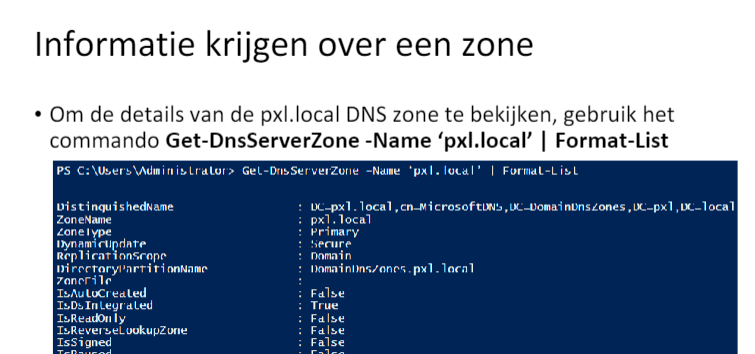 Informatie krijgen over een zone
• Om de details van de pxl.local DNS zone te bekijken, gebruik het
commando Get-DnsServerZone -Name ‘pxl.local’ | Format-List
PS C:\Users\Administrator> Get-DnsServerZone -Name 'pxl.local' | Format-List
DistinguishedName : DC=pxl.local,cn=MicrosoftDNS,DC=DomainDnsZones,DC=pxl,DC=local
ZoneName : pxl.local
ZoneType : Primary
DynamicUpdate : Secure
ReplicationScope : Domain
DirectoryPartitionName : DomainDnsZones.pxl.local
ZoneFile :
IsAutoCreated : False
IsDsIntegrated : True
IsReadOnly : False
IsReverseLookupZone : False
IsSigned : False
IsPaused : False